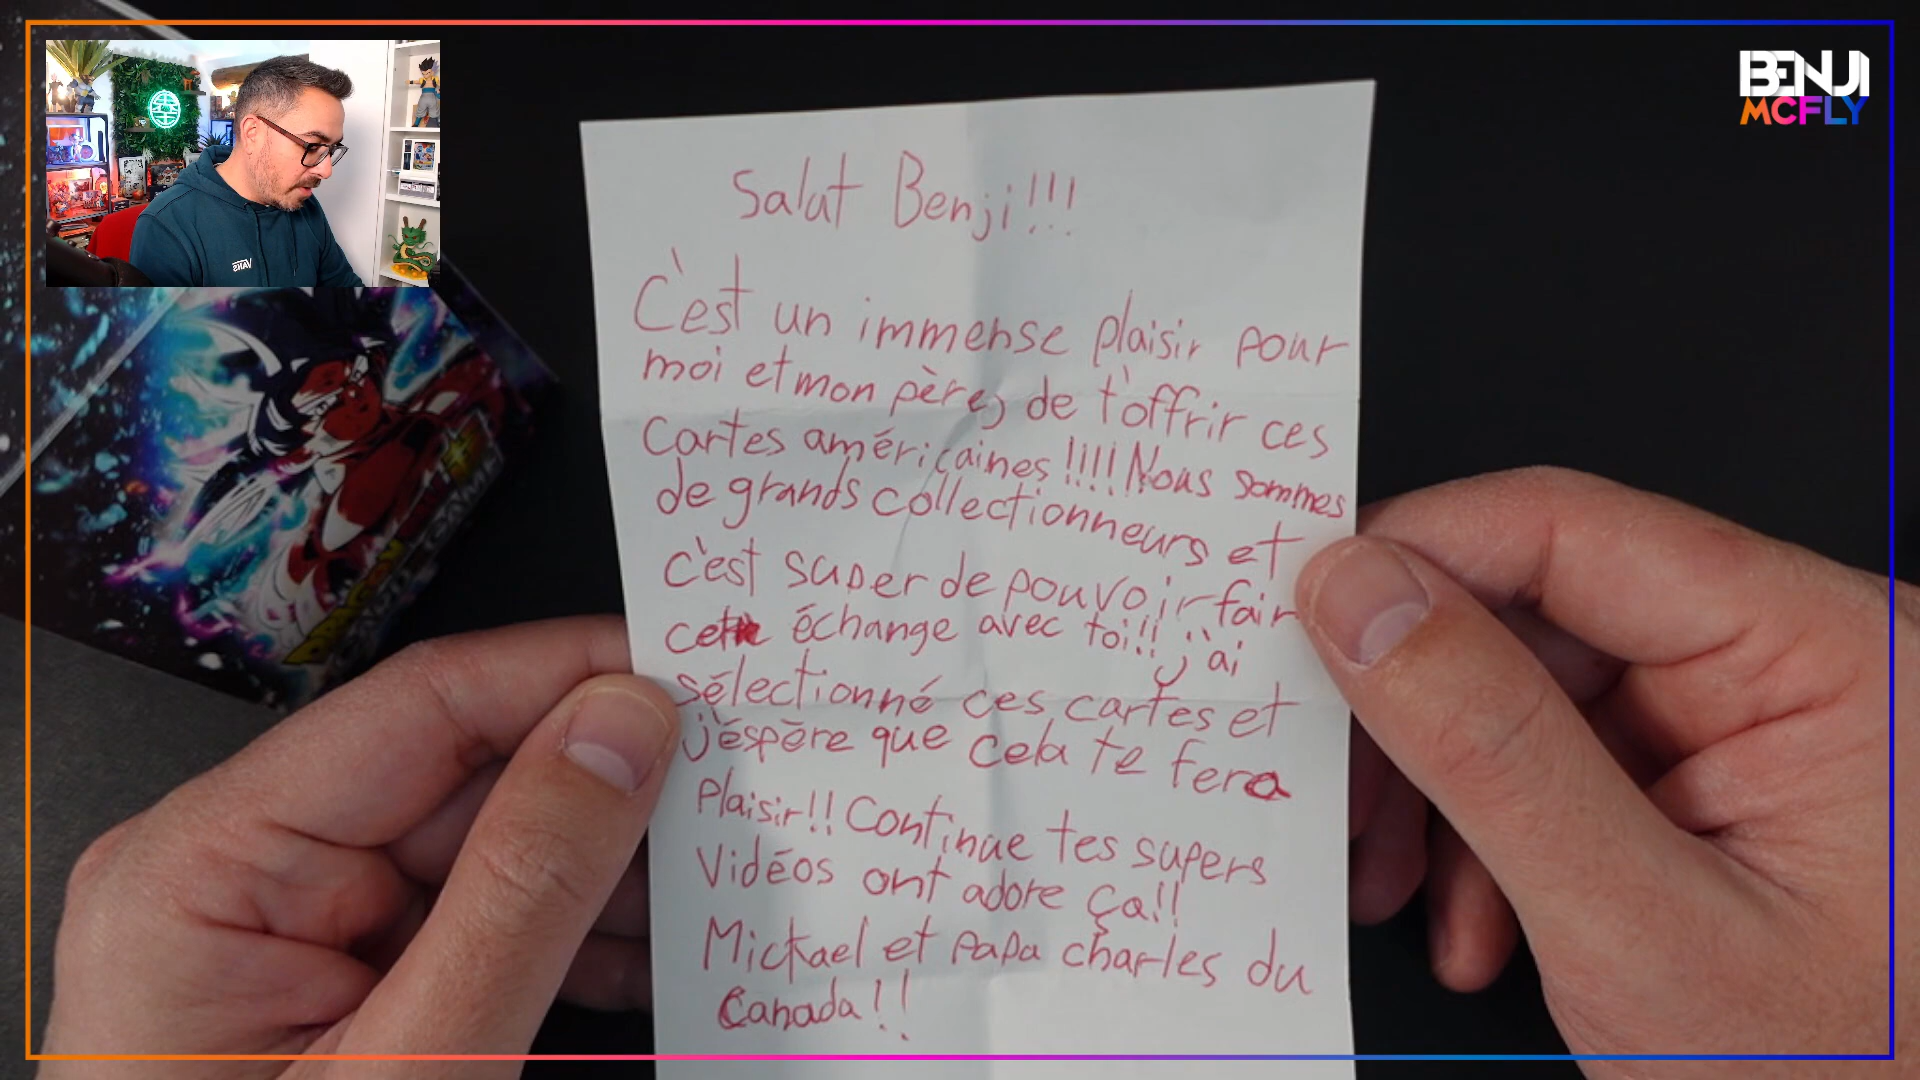 BENJI
MCFLY
VANS
Salut Benji!!!
C'est un immense plaisir pour
moi et mon père, de t'offrir ces
Cartes américaines!!!! Nous sommes
de grands collectionneurs et
c'est super de pouvoir fair
échange avec toi!! j'ai
sélectionné ces cartes et
j'éspère que cela te fera
Plaisir!! Continue tes supers
Vidéos ont adore ça!!
Mickael et papa charles du
Canada!!